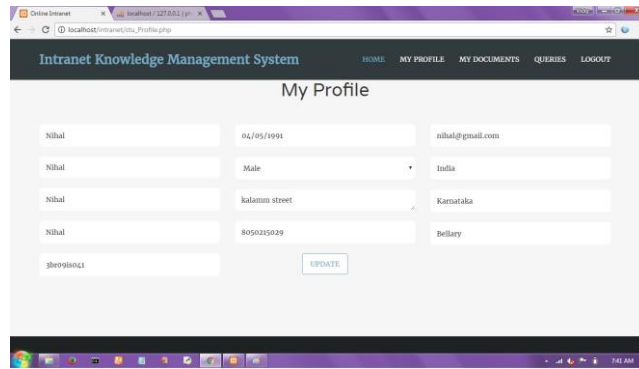 Online Intranet
localhost / 127.0.0.1 | ph
localhost/intranet/stu_Profile.php
Intranet Knowledge Management System
HOME MY PROFILE MY DOCUMENTS QUERIES LOGOUT
My Profile
Nihal 04/05/1991 nihal@gmail.com
Nihal Male India
Nihal kalamm street Karnataka
Nihal 8050215029 Bellary
3br09is041 UPDATE
7:41 AM